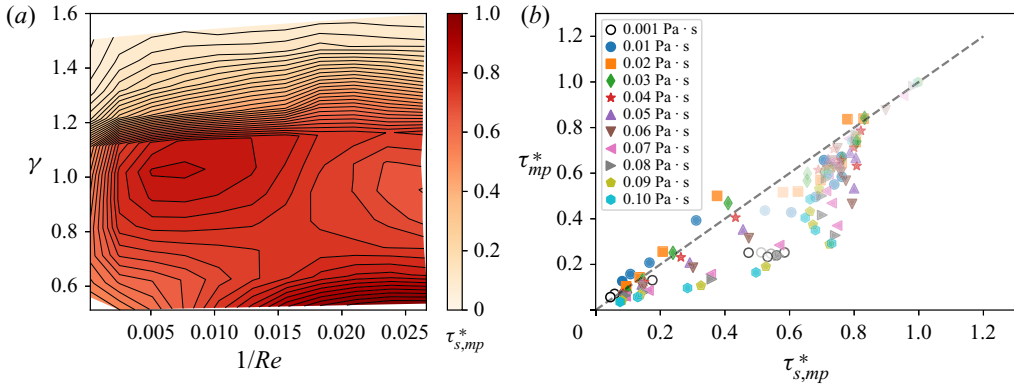 (a)
1.6
1.4
1.2
1.0
0.8
0.6
γ
0.005 0.010 0.015 0.020 0.025
1/Re
1.0
0.8
0.6
0.4
0.2
0
τ*s,mp
(b)
1.2
1.0
0.8
0.6
0.4
0.2
τ*mp
0.001 Pa · s
0.01 Pa · s
0.02 Pa · s
0.03 Pa · s
0.04 Pa · s
0.05 Pa · s
0.06 Pa · s
0.07 Pa · s
0.08 Pa · s
0.09 Pa · s
0.10 Pa · s
0 0.2 0.4 0.6 0.8 1.0 1.2
τ*s,mp